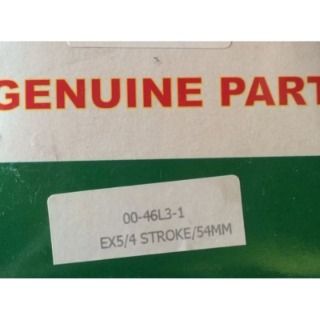 GENUINE PART
00-46L3-1
EX5/4 STROKE/54MM